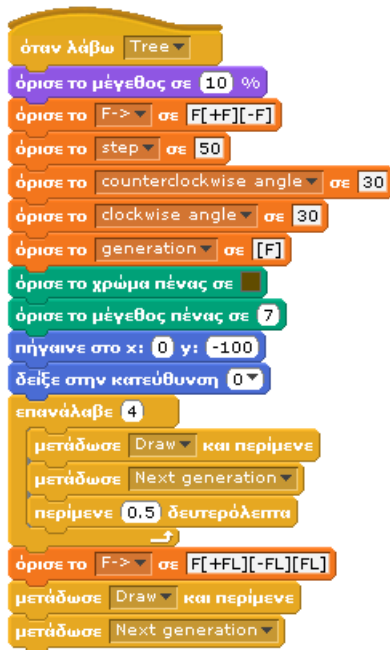 όταν λάβω Tree
όρισε το μέγεθος σε 10 %
όρισε το F-> σε F[+F][-F]
όρισε το step σε 50
όρισε το counterclockwise angle σε 30
όρισε το clockwise angle σε 30
όρισε το generation σε [F]
όρισε το χρώμα πένας σε
όρισε το μέγεθος πένας σε 7
πήγαινε στο x: 0 y: -100
δείξε στην κατεύθυνση 0
επανάλαβε 4
μετάδωσε Draw και περίμενε
μετάδωσε Next generation
περίμενε 0.5 δευτερόλεπτα
όρισε το F-> σε F[+FL][-FL][FL]
μετάδωσε Draw και περίμενε
μετάδωσε Next generation